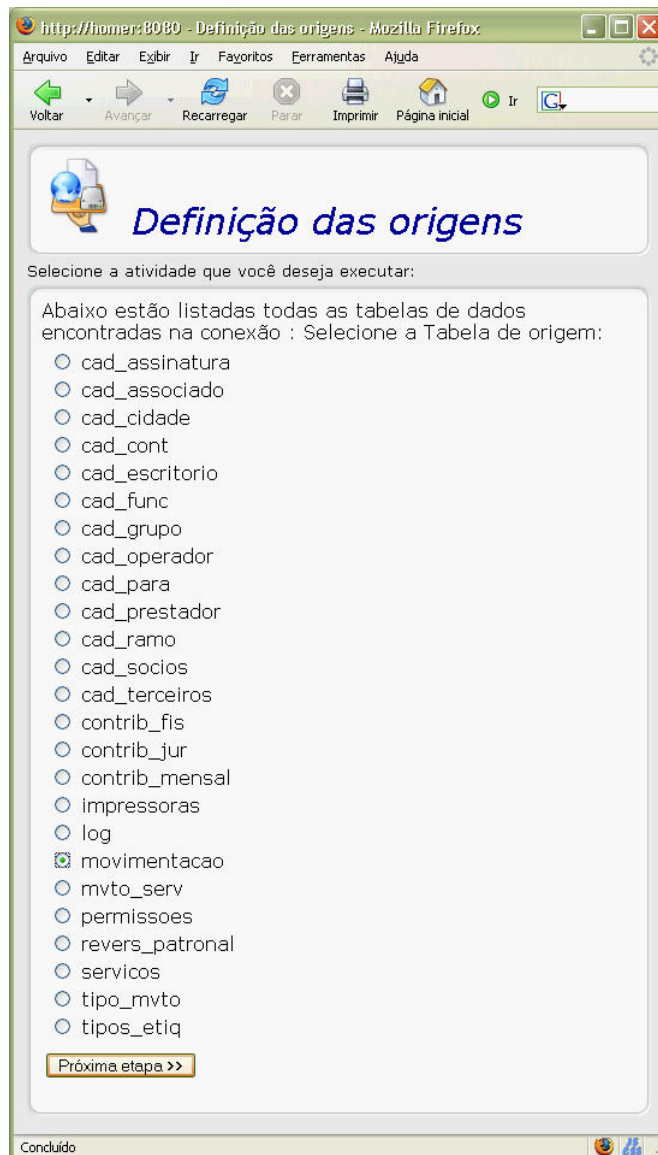 http://homer:8080 - Definição das origens - Mozilla Firefox
Arquivo Editar Exibir Ir Favoritos Ferramentas Ajuda
Voltar Avançar Recarregar Parar Imprimir Página inicial Ir G
Definição das origens
Selecione a atividade que você deseja executar:
Abaixo estão listadas todas as tabelas de dados
encontradas na conexão : Selecione a Tabela de origem:
cad_assinatura
cad_associado
cad_cidade
cad_cont
cad_escritorio
cad_func
cad_grupo
cad_operador
cad_para
cad_prestador
cad_ramo
cad_socios
cad_terceiros
contrib_fis
contrib_jur
contrib_mensal
impressoras
log
movimentacao
mvto_serv
permissoes
revers_patronal
servicos
tipo_mvto
tipos_etiq
Próxima etapa >>
Concluído